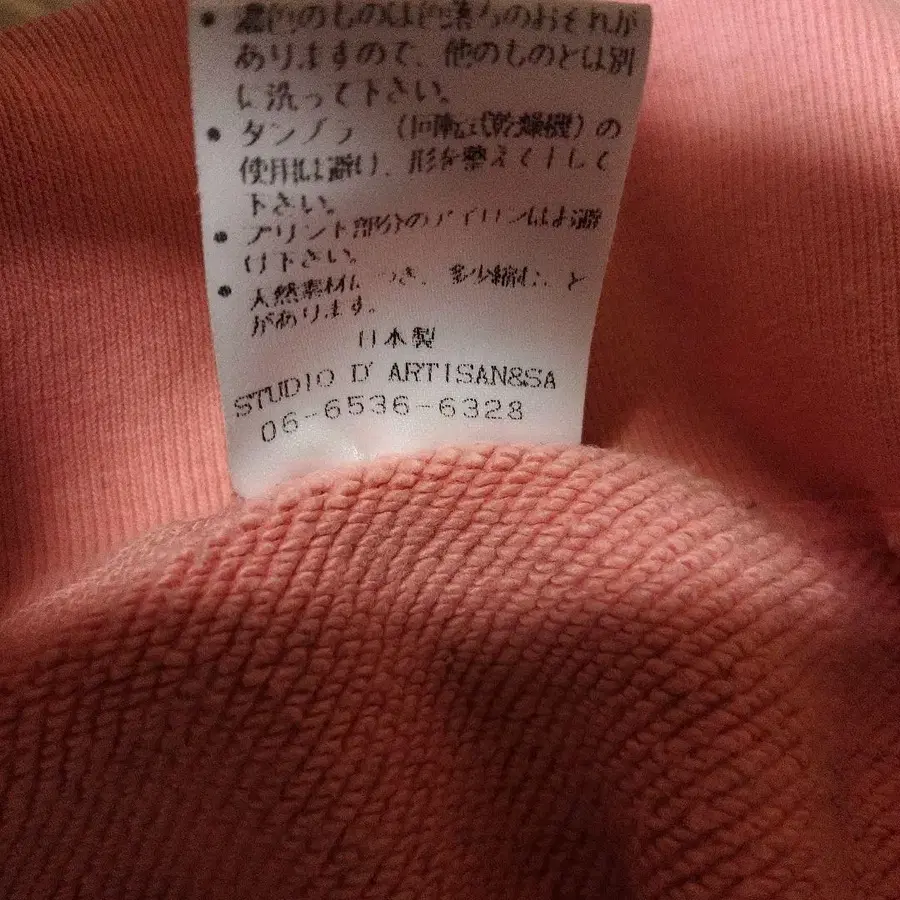 • 濃色のものは色落ちのおそれが
ありますので、他のものとは別
に洗って下さい。
• タンブラー（回転式乾燥機）の
使用は避け、形を整えて干して
下さい。
• プリント部分のアイロンはお避
け下さい。
• 天然素材につき、多少縮むこと
があります。
日本製
STUDIO D' ARTISAN&SA
06-6536-6328